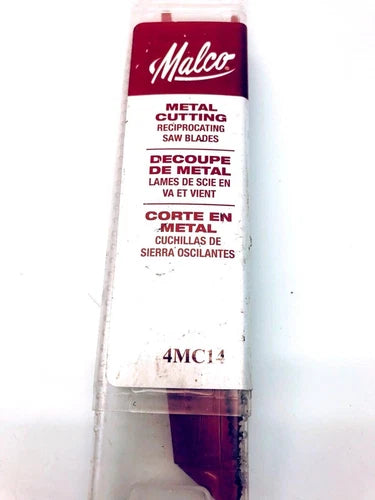 Malco®
METAL
CUTTING
RECIPROCATING
SAW BLADES
DECOUPE
DE METAL
LAMES DE SCIE EN
VA ET VIENT
CORTE EN
METAL
CUCHILLAS DE
SIERRA OSCILANTES
4MC14